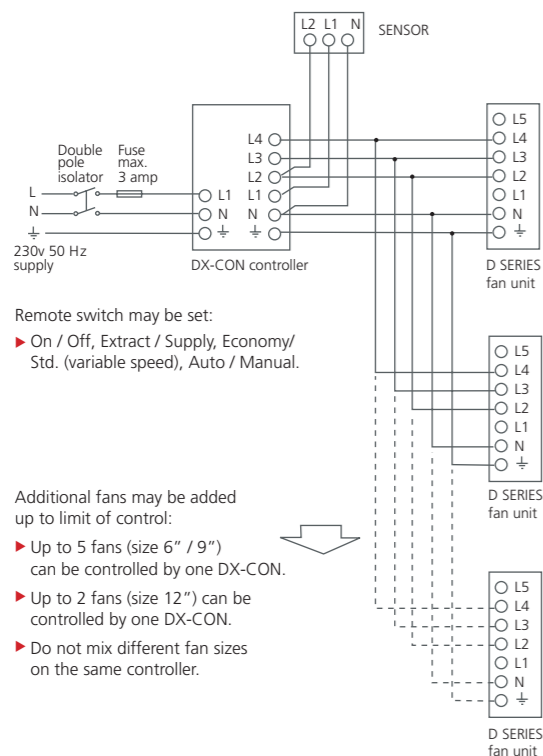 L2 L1 N
SENSOR
L4
L3
L2
L1
N
Double
pole
isolator
Fuse
max.
3 amp
L
N
230v 50 Hz
supply
L1
N
DX-CON controller
L5
L4
L3
L2
L1
N
D SERIES
fan unit
Remote switch may be set:
On / Off, Extract / Supply, Economy/
Std. (variable speed), Auto / Manual.
L5
L4
L3
L2
L1
N
D SERIES
fan unit
Additional fans may be added
up to limit of control:
Up to 5 fans (size 6” / 9”)
can be controlled by one DX-CON.
Up to 2 fans (size 12”) can be
controlled by one DX-CON.
Do not mix different fan sizes
on the same controller.
L5
L4
L3
L2
L1
N
D SERIES
fan unit